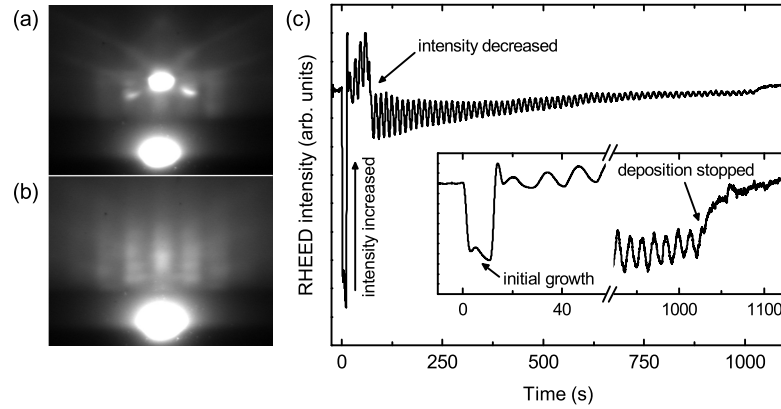 (a)
(b)
(c)
RHEED intensity (arb. units)
intensity decreased
intensity increased
deposition stopped
initial growth
0 40 1000 1100
0 250 500 750 1000
Time (s)